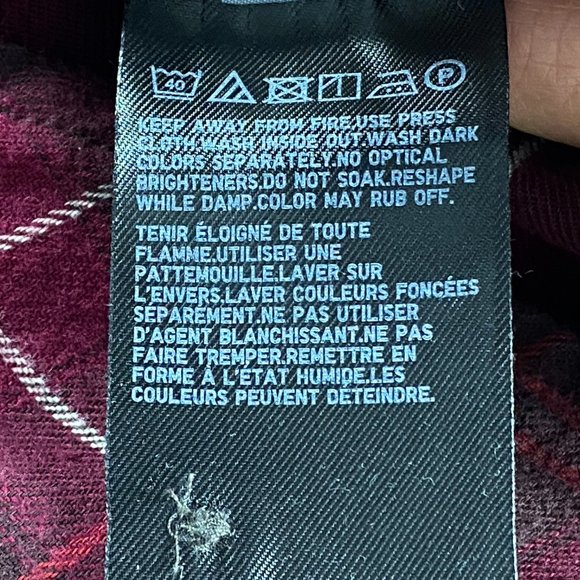 40 P
KEEP AWAY FROM FIRE.USE PRESS
CLOTH.WASH INSIDE OUT.WASH DARK
COLORS SEPARATELY.NO OPTICAL
BRIGHTENERS.DO NOT SOAK.RESHAPE
WHILE DAMP.COLOR MAY RUB OFF.
TENIR ÉLOIGNÉ DE TOUTE
FLAMME.UTILISER UNE
PATTEMOUILLE.LAVER SUR
L'ENVERS.LAVER COULEURS FONCÉES
SÉPAREMENT.NE PAS UTILISER
D'AGENT BLANCHISSANT.NE PAS
FAIRE TREMPER.REMETTRE EN
FORME À L'ÉTAT HUMIDE.LES
COULEURS PEUVENT DÉTEINDRE.